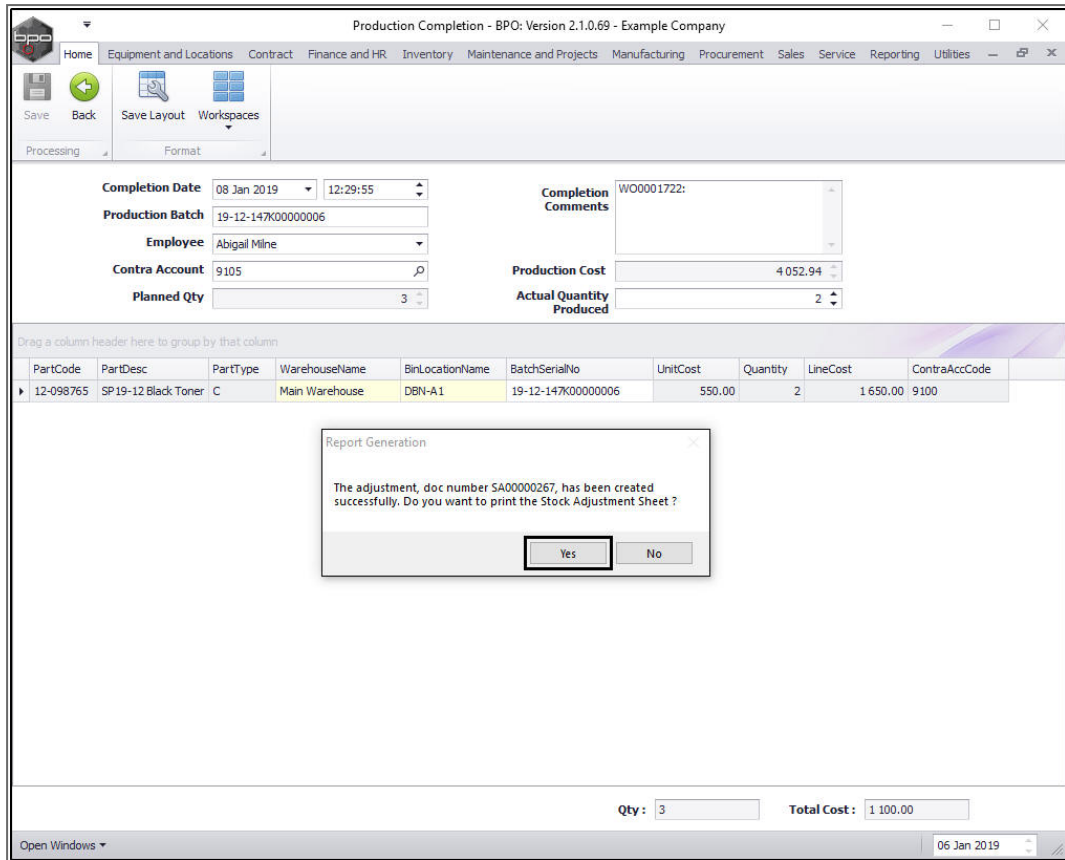 Production Completion - BPO: Version 2.1.0.69 - Example Company
bpo
Home Equipment and Locations Contract Finance and HR Inventory Maintenance and Projects Manufacturing Procurement Sales Service Reporting Utilities
Save Back Save Layout Workspaces
Processing Format
Completion Date 08 Jan 2019 12:29:55
Completion Comments WO0001722:
Production Batch 19-12-147K00000006
Employee Abigail Milne
Contra Account 9105
Production Cost 4 052.94
Planned Qty 3
Actual Quantity Produced 2
Drag a column header here to group by that column
PartCode PartDesc PartType WarehouseName BinLocationName BatchSerialNo UnitCost Quantity LineCost ContraAccCode
12-098765 SP19-12 Black Toner C Main Warehouse DBN-A1 19-12-147K00000006 550.00 2 1 650.00 9100
Report Generation
The adjustment, doc number SA00000267, has been created
successfully. Do you want to print the Stock Adjustment Sheet ?
Yes No
Qty : 3 Total Cost : 1 100.00
Open Windows 06 Jan 2019